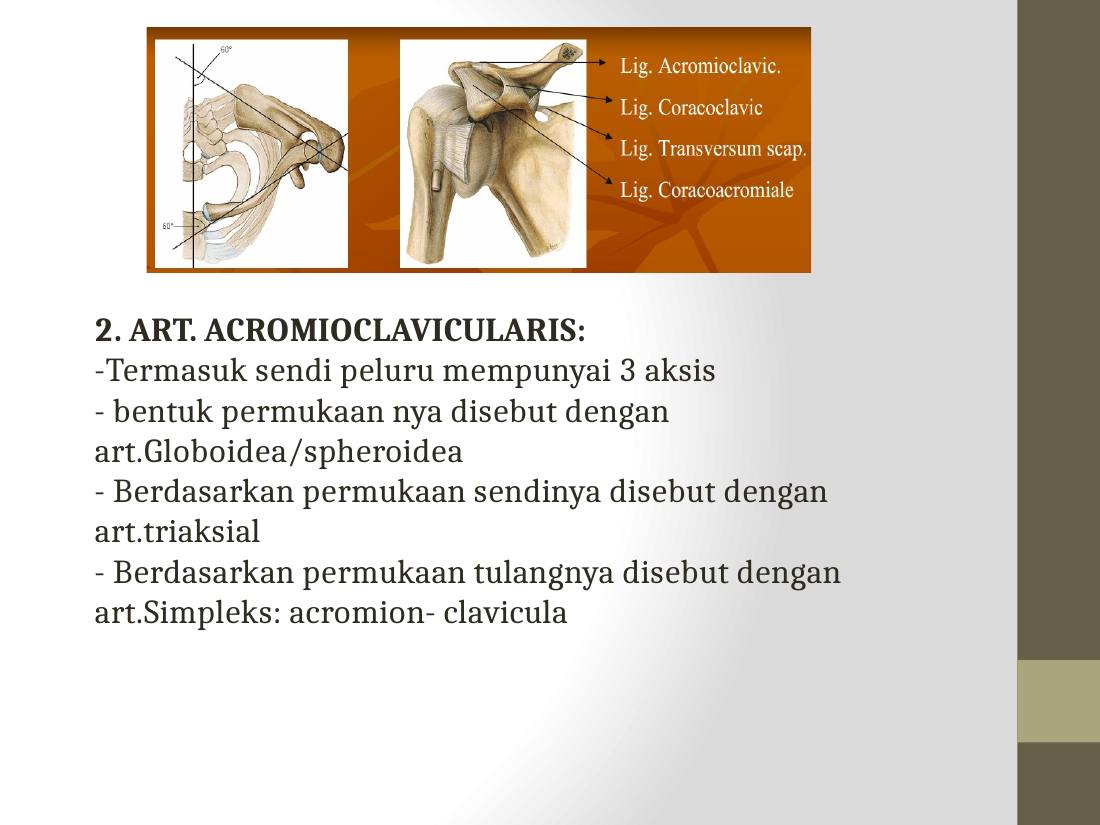 60°
60°
Lig. Acromioclavic.
Lig. Coracoclavic
Lig. Transversum scap.
Lig. Coracoacromiale
2. ART. ACROMIOCLAVICULARIS:
-Termasuk sendi peluru mempunyai 3 aksis
- bentuk permukaan nya disebut dengan
art.Globoidea/spheroidea
- Berdasarkan permukaan sendinya disebut dengan
art.triaksial
- Berdasarkan permukaan tulangnya disebut dengan
art.Simpleks: acromion- clavicula